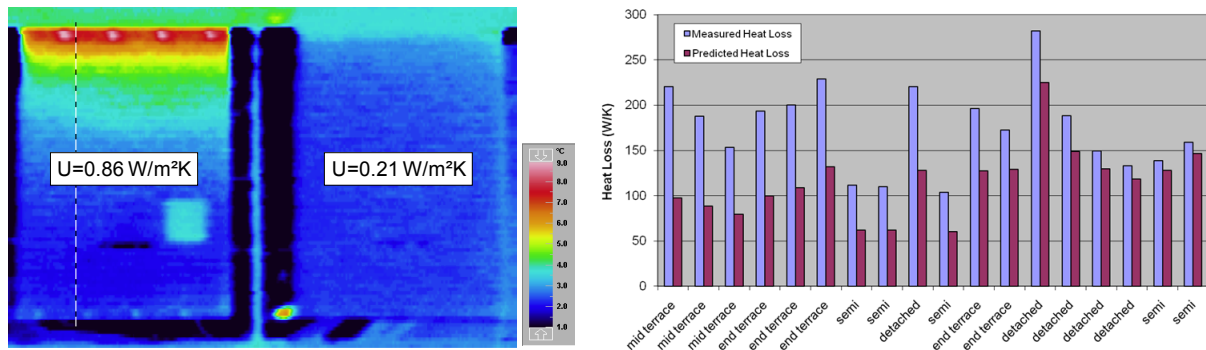 U=0.86 W/m²K
U=0.21 W/m²K
°C
9.0
8.0
7.0
6.0
5.0
4.0
3.0
2.0
1.0
300
250
200
150
100
50
0
Heat Loss (W/K)
Measured Heat Loss
Predicted Heat Loss
mid terrace
mid terrace
mid terrace
end terrace
end terrace
end terrace
semi
semi
detached
semi
end terrace
end terrace
detached
detached
detached
detached
semi
semi